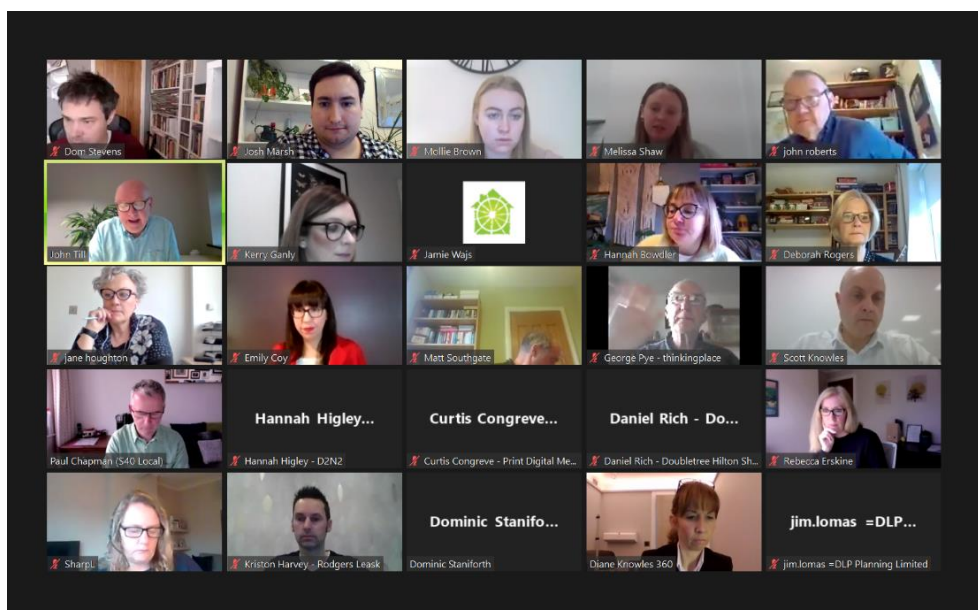 Dom Stevens
Josh Marsh
Mollie Brown
Melissa Shaw
john roberts
John Till
Kerry Ganly
Jamie Wajs
Hannah Bowdler
Deborah Rogers
jane houghton
Emily Coy
Matt Southgate
George Pye - thinkingplace
Scott Knowles
Paul Chapman (S40 Local)
Hannah Higley...
Hannah Higley - D2N2
Curtis Congreve...
Curtis Congreve - Print Digital Me...
Daniel Rich - Do...
Daniel Rich - Doubletree Hilton Sh...
Rebecca Erskine
SharpL
Kriston Harvey - Rodgers Leask
Dominic Stanifo...
Dominic Staniforth
Diane Knowles 360
jim.lomas =DLP...
jim.lomas =DLP Planning Limited